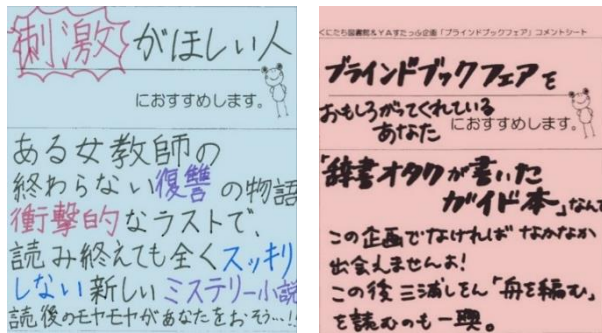 刺激がほしい人
におすすめします。
ある女教師の
終わらない復讐の物語
衝撃的なラストで、
読み終えても全くスッキリ
しない新しいミステリー小説
読後のモヤモヤがあなたをおそう…!!
くにたち図書館&YAすたっふ企画「ブラインドブックフェア」コメントシート
ブラインドブックフェアを
おもしろがってくれている
あなた におすすめします。
「辞書オタクが書いた
ガイド本」なんて
この企画でなければなかなか
出会えませんよ!
この後三浦しをん「舟を編む」
を読むのも一興。